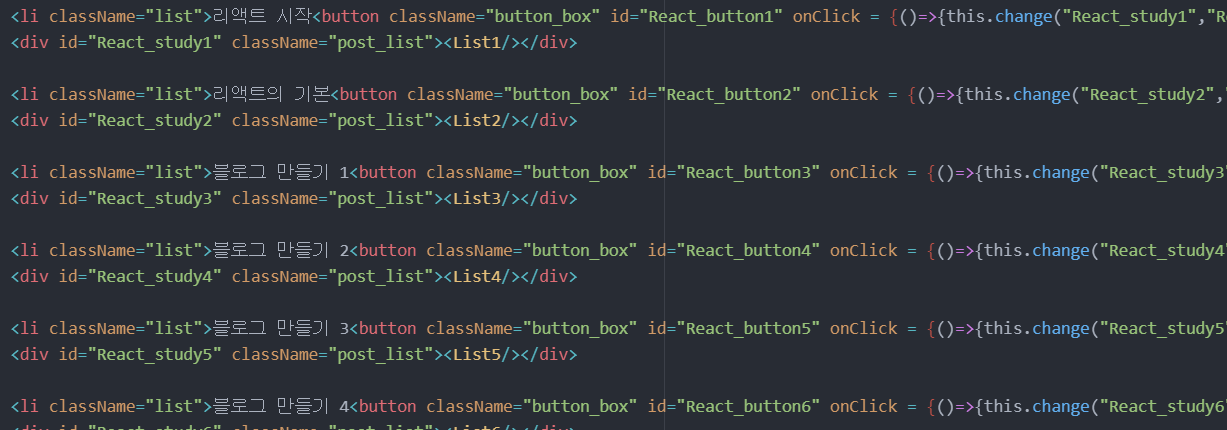 <li className="list">리액트 시작<button className="button_box" id="React_button1" onClick = {()=>{this.change("React_study1","R
<div id="React_study1" className="post_list"><List1/></div>
<li className="list">리액트의 기본<button className="button_box" id="React_button2" onClick = {()=>{this.change("React_study2","
<div id="React_study2" className="post_list"><List2/></div>
<li className="list">블로그 만들기 1<button className="button_box" id="React_button3" onClick = {()=>{this.change("React_study3"
<div id="React_study3" className="post_list"><List3/></div>
<li className="list">블로그 만들기 2<button className="button_box" id="React_button4" onClick = {()=>{this.change("React_study4"
<div id="React_study4" className="post_list"><List4/></div>
<li className="list">블로그 만들기 3<button className="button_box" id="React_button5" onClick = {()=>{this.change("React_study5"
<div id="React_study5" className="post_list"><List5/></div>
<li className="list">블로그 만들기 4<button className="button_box" id="React_button6" onClick = {()=>{this.change("React_study6"
<div id="React_study6" className="post_list"><List6/></div>